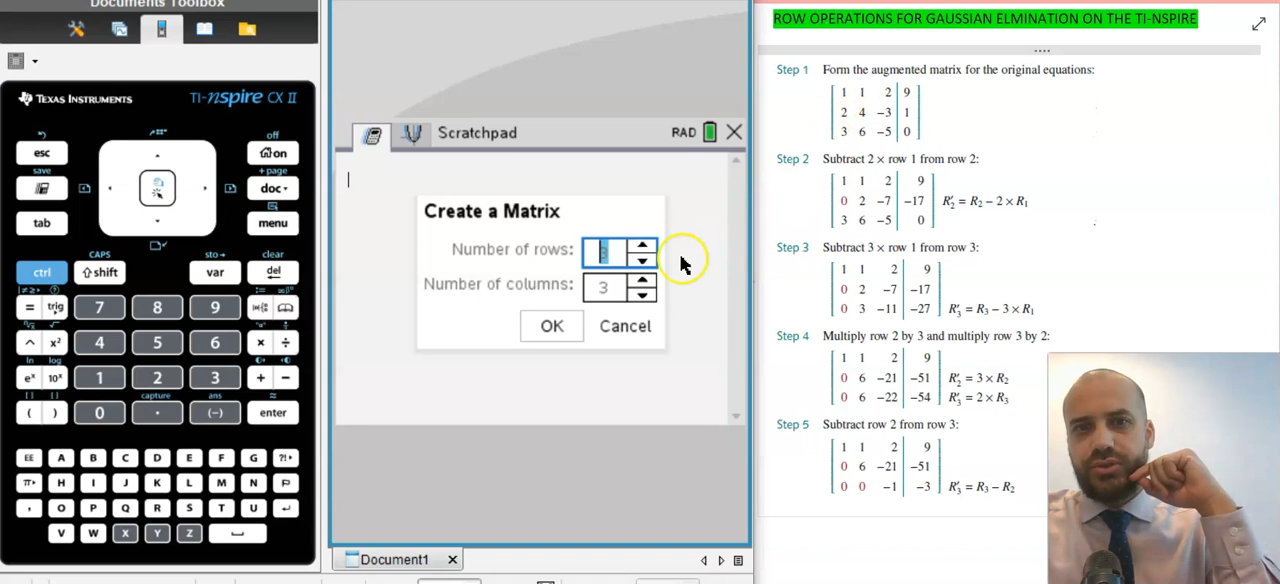 Documents Toolbox
TEXAS INSTRUMENTS TI-nspire CX II
off
esc
on
save
+ page
doc
tab
menu
CAPS
sto→
clear
ctrl
shift
var
del
= trig 7 8 9
^ x² 4 5 6 × ÷
ln log
eˣ 10ˣ 1 2 3 + −
capture ans
( ) 0 . (−) enter
EE A B C D E F G ?!▸
π▸ H I J K L M N
, O P Q R S T U
V W X Y Z
Scratchpad RAD
Create a Matrix
Number of rows: 3
Number of columns: 3
OK Cancel
Document1
ROW OPERATIONS FOR GAUSSIAN ELMINATION ON THE TI-NSPIRE
Step 1 Form the augmented matrix for the original equations:
1 1 2 9
2 4 −3 1
3 6 −5 0
Step 2 Subtract 2 × row 1 from row 2:
1 1 2 9
0 2 −7 −17 R′₂ = R₂ − 2 × R₁
3 6 −5 0
Step 3 Subtract 3 × row 1 from row 3:
1 1 2 9
0 2 −7 −17
0 3 −11 −27 R′₃ = R₃ − 3 × R₁
Step 4 Multiply row 2 by 3 and multiply row 3 by 2:
1 1 2 9
0 6 −21 −51 R′₂ = 3 × R₂
0 6 −22 −54 R′₃ = 2 × R₃
Step 5 Subtract row 2 from row 3:
1 1 2 9
0 6 −21 −51
0 0 −1 −3 R′₃ = R₃ − R₂